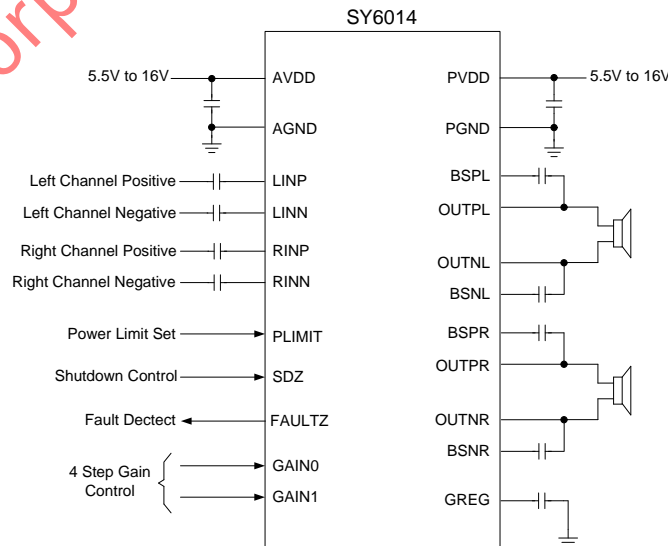 SY6014
5.5V to 16V
AVDD
AGND
Left Channel Positive
LINP
Left Channel Negative
LINN
Right Channel Positive
RINP
Right Channel Negative
RINN
Power Limit Set
PLIMIT
Shutdown Control
SDZ
Fault Dectect
FAULTZ
4 Step Gain
Control
GAIN0
GAIN1
PVDD
5.5V to 16V
PGND
BSPL
OUTPL
OUTNL
BSNL
BSPR
OUTPR
OUTNR
BSNR
GREG